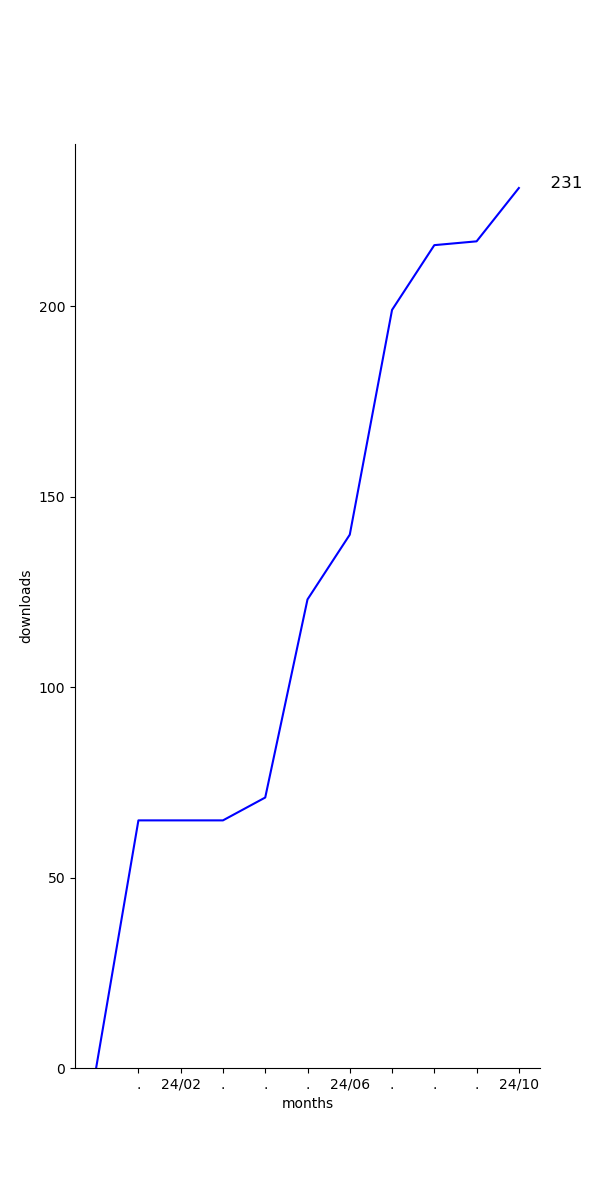 231
200
150
downloads
100
50
0
. 24/02 . . . 24/06 . . . 24/10
months